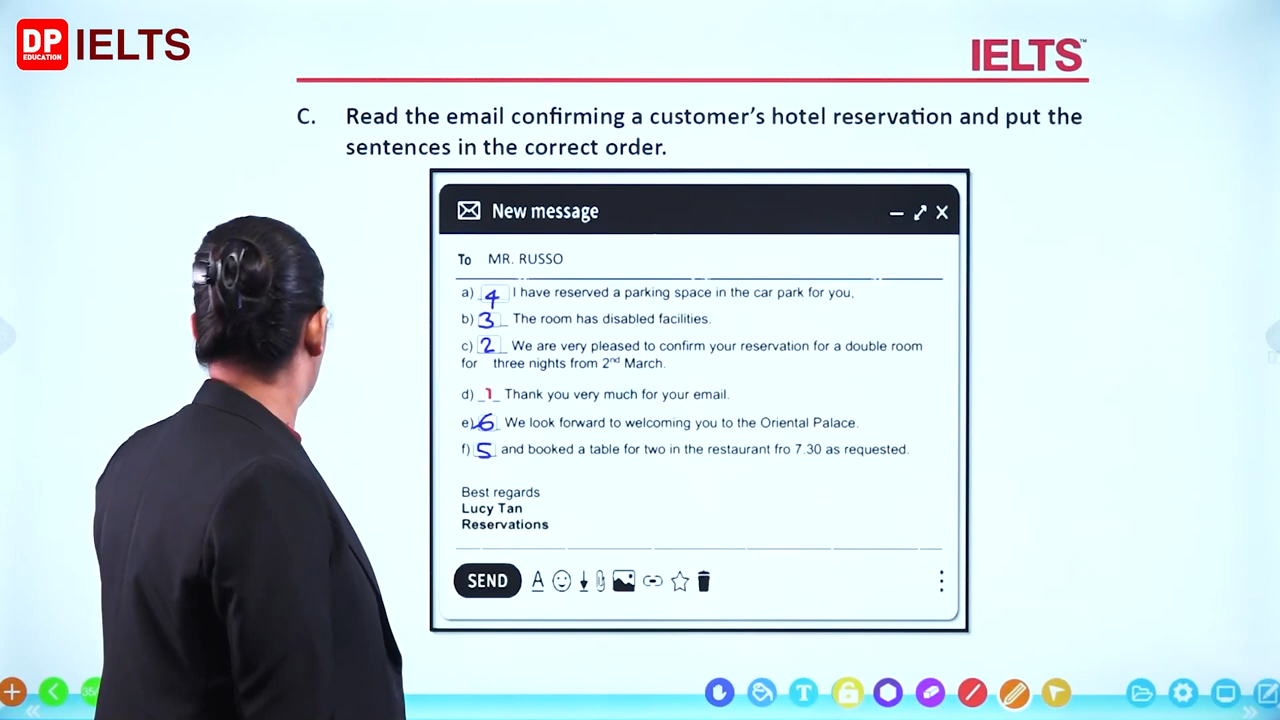 DP
EDUCATION
IELTS
IELTS™
C. Read the email confirming a customer's hotel reservation and put the
sentences in the correct order.
New message
To MR. RUSSO
a) 4 I have reserved a parking space in the car park for you,
b) 3 The room has disabled facilities.
c) 2 We are very pleased to confirm your reservation for a double room
for three nights from 2nd March.
d) 1 Thank you very much for your email.
e) 6 We look forward to welcoming you to the Oriental Palace.
f) 5 and booked a table for two in the restaurant fro 7.30 as requested.
Best regards
Lucy Tan
Reservations
SEND
A
T